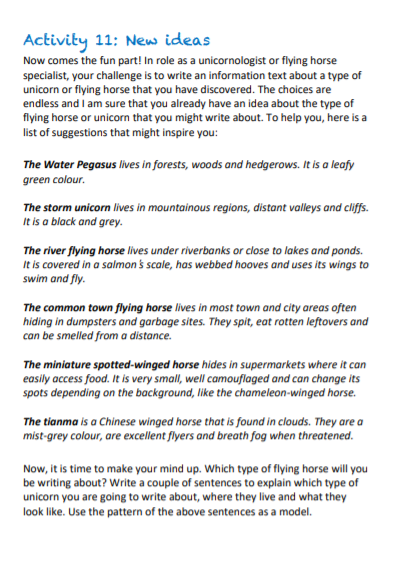 Activity 11: New ideas
Now comes the fun part! In role as a unicornologist or flying horse
specialist, your challenge is to write an information text about a type of
unicorn or flying horse that you have discovered. The choices are
endless and I am sure that you already have an idea about the type of
flying horse or unicorn that you might write about. To help you, here is a
list of suggestions that might inspire you:
The Water Pegasus lives in forests, woods and hedgerows. It is a leafy
green colour.
The storm unicorn lives in mountainous regions, distant valleys and cliffs.
It is a black and grey.
The river flying horse lives under riverbanks or close to lakes and ponds.
It is covered in a salmon's scale, has webbed hooves and uses its wings to
swim and fly.
The common town flying horse lives in most town and city areas often
hiding in dumpsters and garbage sites. They spit, eat rotten leftovers and
can be smelled from a distance.
The miniature spotted-winged horse hides in supermarkets where it can
easily access food. It is very small, well camouflaged and can change its
spots depending on the background, like the chameleon-winged horse.
The tianma is a Chinese winged horse that is found in clouds. They are a
mist-grey colour, are excellent flyers and breath fog when threatened.
Now, it is time to make your mind up. Which type of flying horse will you
be writing about? Write a couple of sentences to explain which type of
unicorn you are going to write about, where they live and what they
look like. Use the pattern of the above sentences as a model.